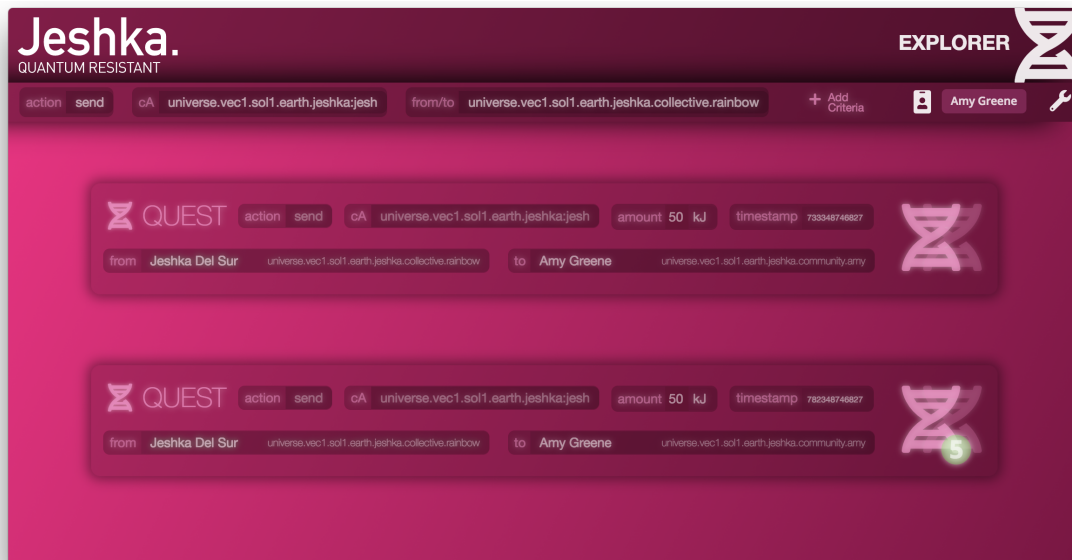 Jeshka.
QUANTUM RESISTANT
EXPLORER
action send cA universe.vec1.sol1.earth.jeshka:jesh from/to universe.vec1.sol1.earth.jeshka.collective.rainbow + Add Criteria Amy Greene
QUEST action send cA universe.vec1.sol1.earth.jeshka:jesh amount 50 kJ timestamp 733348746827
from Jeshka Del Sur universe.vec1.sol1.earth.jeshka.collective.rainbow to Amy Greene universe.vec1.sol1.earth.jeshka.community.amy
QUEST action send cA universe.vec1.sol1.earth.jeshka:jesh amount 50 kJ timestamp 782348746827
from Jeshka Del Sur universe.vec1.sol1.earth.jeshka.collective.rainbow to Amy Greene universe.vec1.sol1.earth.jeshka.community.amy
5